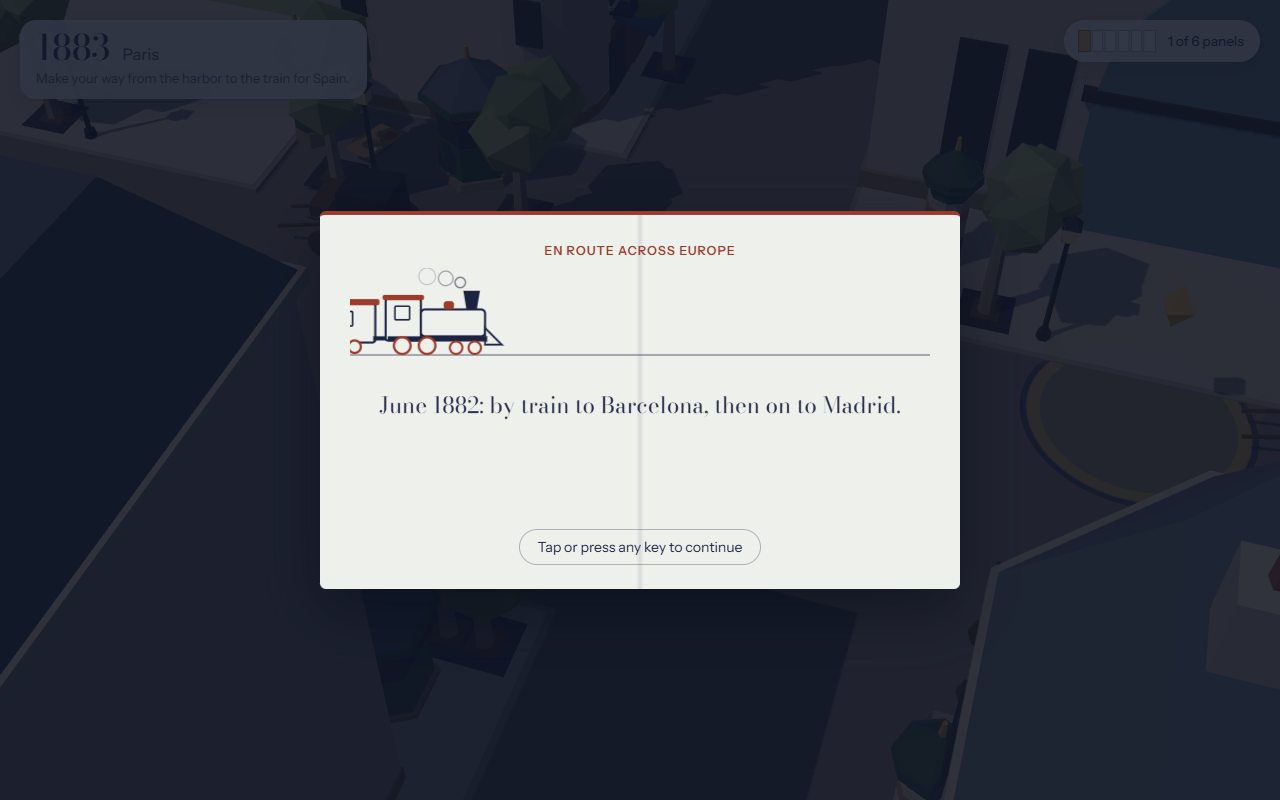 1883 Paris
Make your way from the harbor to the train for Spain.
1 of 6 panels
EN ROUTE ACROSS EUROPE
June 1882: by train to Barcelona, then on to Madrid.
Tap or press any key to continue